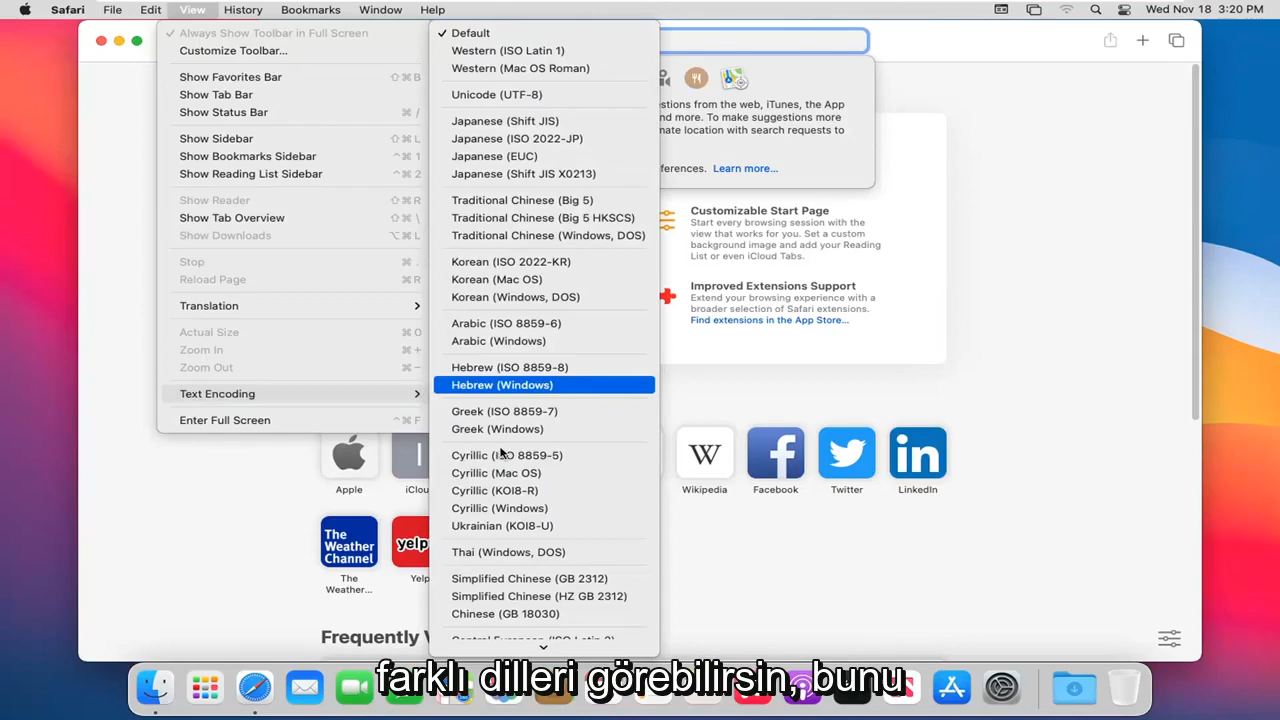 Safari File Edit View History Bookmarks Window Help Wed Nov 18 3:20 PM
Always Show Toolbar in Full Screen
Customize Toolbar...
Show Favorites Bar ⇧⌘B
Show Tab Bar
Show Status Bar ⌘/
Show Sidebar ⇧⌘L
Show Bookmarks Sidebar ^⌘1
Show Reading List Sidebar ^⌘2
Show Reader ⇧⌘R
Show Tab Overview ⇧⌘\
Show Downloads ⌥⌘L
Stop ⌘.
Reload Page ⌘R
Translation
Actual Size ⌘0
Zoom In ⌘+
Zoom Out ⌘−
Text Encoding
Enter Full Screen ^⌘F
Default
Western (ISO Latin 1)
Western (Mac OS Roman)
Unicode (UTF-8)
Japanese (Shift JIS)
Japanese (ISO 2022-JP)
Japanese (EUC)
Japanese (Shift JIS X0213)
Traditional Chinese (Big 5)
Traditional Chinese (Big 5 HKSCS)
Traditional Chinese (Windows, DOS)
Korean (ISO 2022-KR)
Korean (Mac OS)
Korean (Windows, DOS)
Arabic (ISO 8859-6)
Arabic (Windows)
Hebrew (ISO 8859-8)
Hebrew (Windows)
Greek (ISO 8859-7)
Greek (Windows)
Cyrillic (ISO 8859-5)
Cyrillic (Mac OS)
Cyrillic (KOI8-R)
Cyrillic (Windows)
Ukrainian (KOI8-U)
Thai (Windows, DOS)
Simplified Chinese (GB 2312)
Simplified Chinese (HZ GB 2312)
Chinese (GB 18030)
Central European (ISO Latin 2)
estions from the web, iTunes, the App
nd more. To make suggestions more
mate location with search requests to
ferences. Learn more...
Customizable Start Page
Start every browsing session with the
view that works for you. Set a custom
background image and add your Reading
List or even iCloud Tabs.
Improved Extensions Support
Extend your browsing experience with a
broader selection of Safari extensions.
Find extensions in the App Store...
Apple iClou Wikipedia Facebook Twitter LinkedIn
The
Weather
Channel
yelp
The
Weather...
Yelp
Frequently V
farklı dilleri görebilirsin, bunu